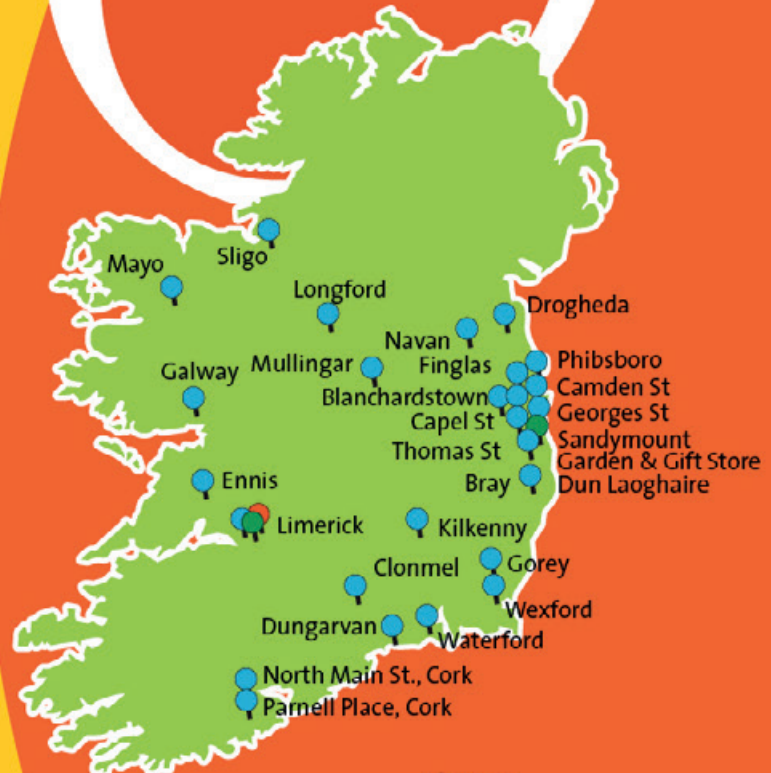 Sligo
Mayo
Longford
Drogheda
Navan
Mullingar
Finglas
Phibsboro
Galway
Blanchardstown
Camden St
Capel St
Georges St
Thomas St
Sandymount
Garden & Gift Store
Bray
Dun Laoghaire
Ennis
Limerick
Kilkenny
Clonmel
Gorey
Wexford
Dungarvan
Waterford
North Main St., Cork
Parnell Place, Cork